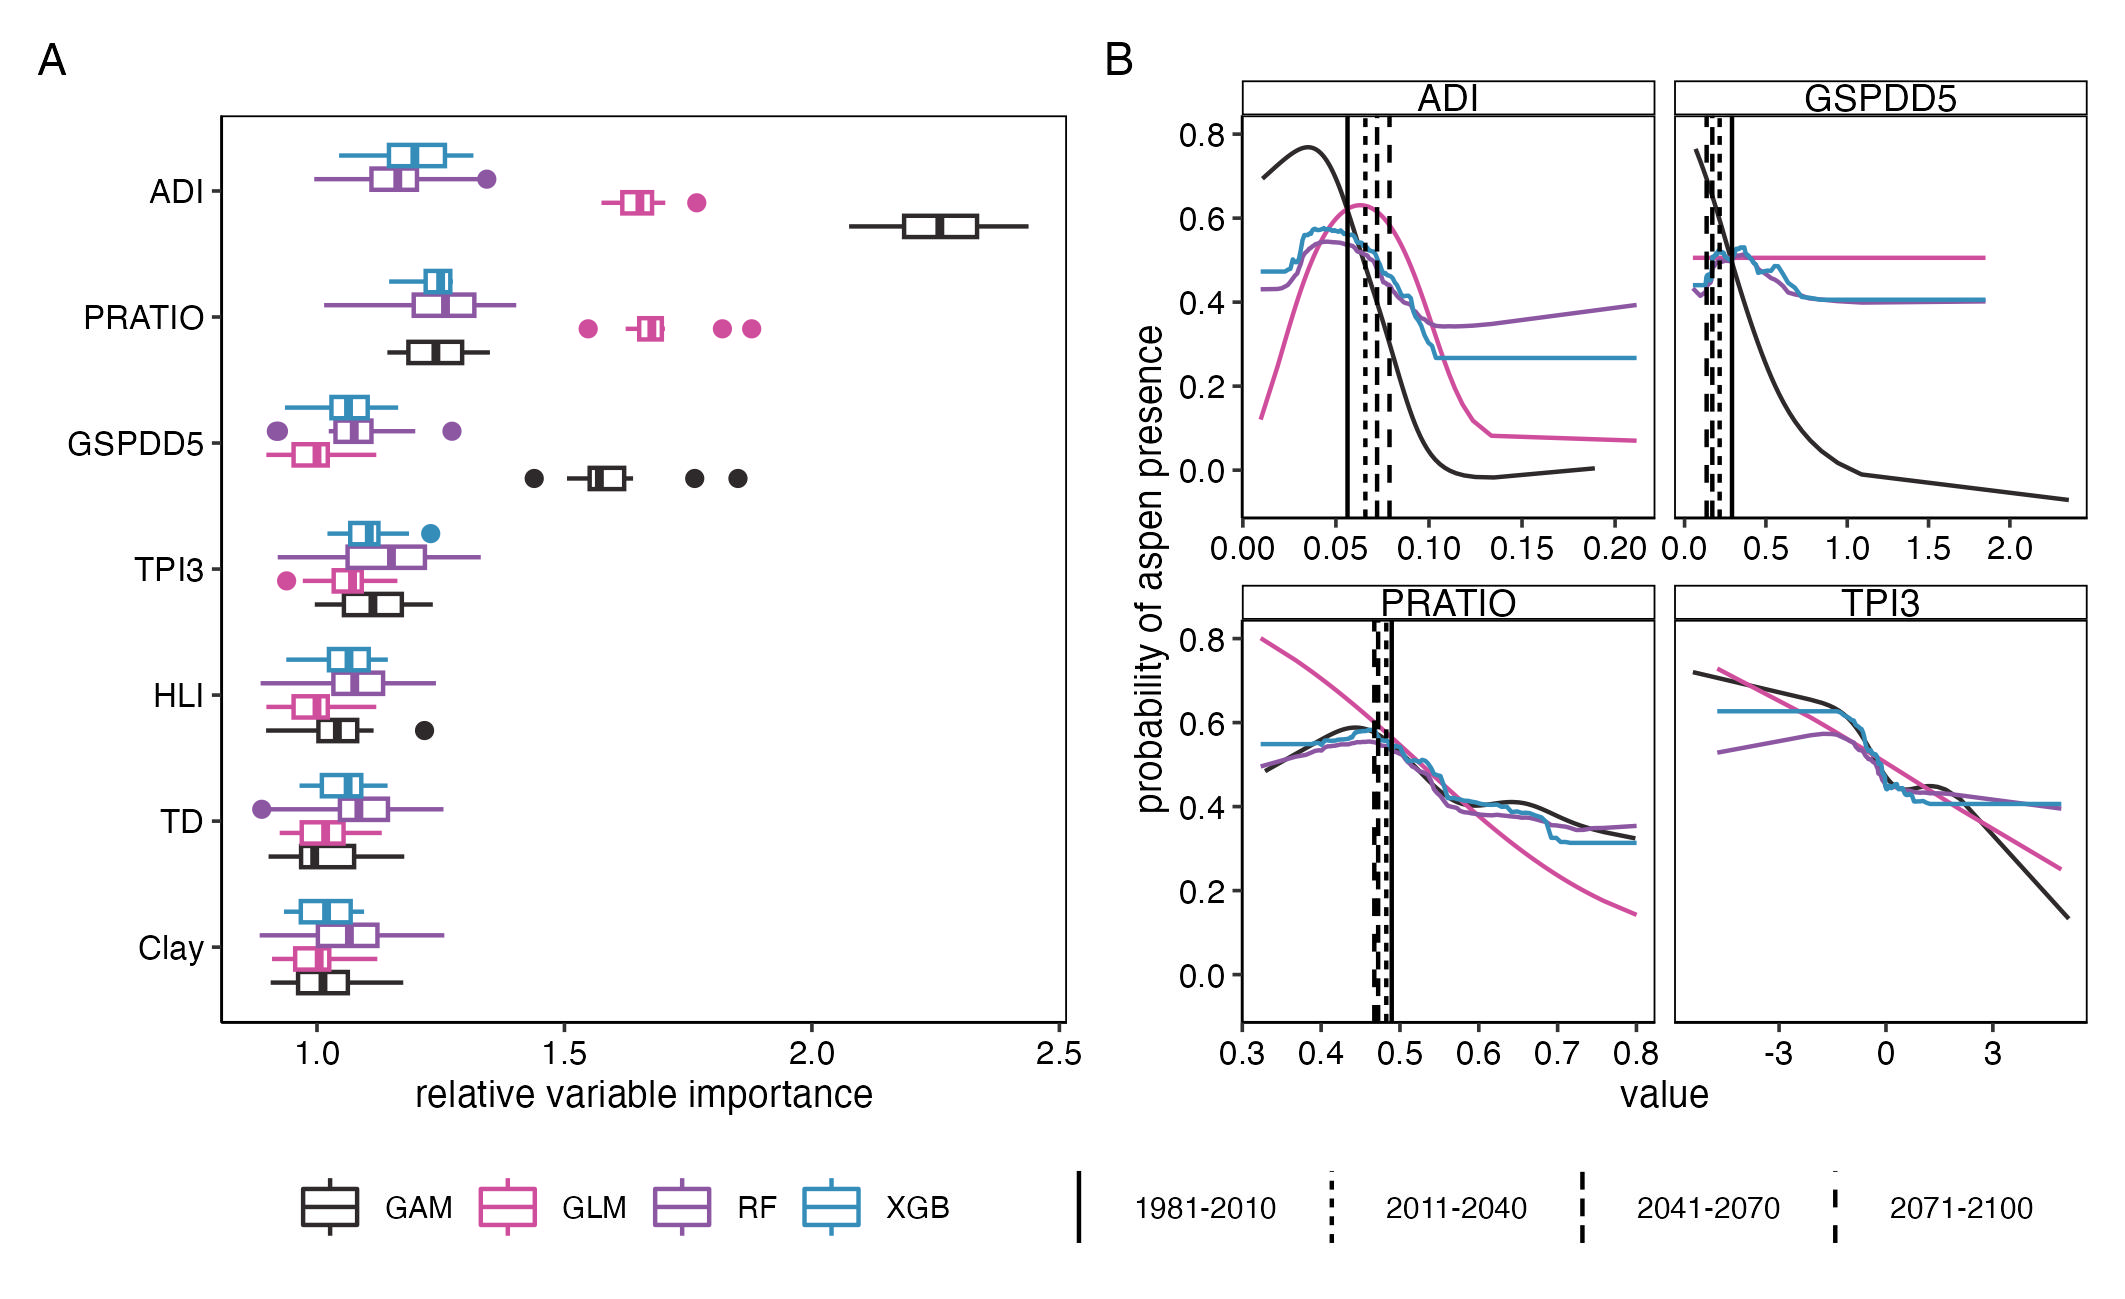 A
ADI
PRATIO
GSPDD5
TPI3
HLI
TD
Clay
1.0 1.5 2.0 2.5
relative variable importance
B
probability of aspen presence
ADI
0.8
0.6
0.4
0.2
0.0
0.00 0.05 0.10 0.15 0.20
GSPDD5
0.0 0.5 1.0 1.5 2.0
PRATIO
0.8
0.6
0.4
0.2
0.0
0.3 0.4 0.5 0.6 0.7 0.8
TPI3
-3 0 3
value
GAM GLM RF XGB
1981-2010 2011-2040 2041-2070 2071-2100